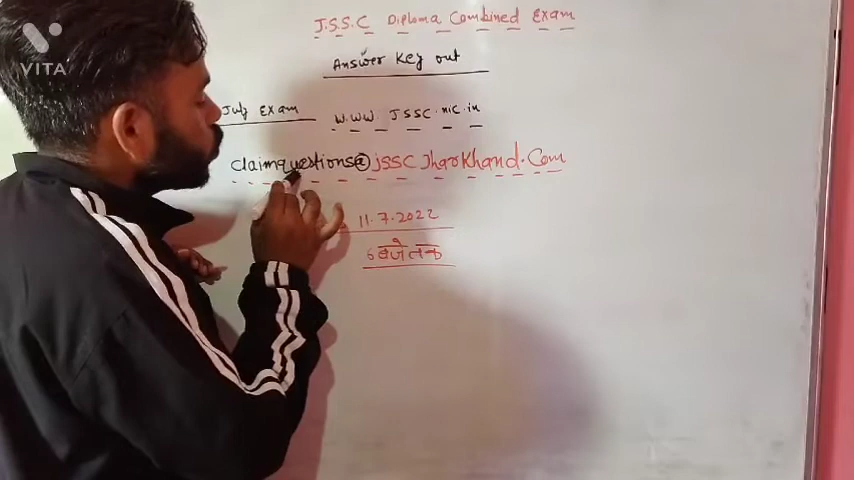 VITA
J.S.S.C Diploma Combined Exam
Answer Key out
July Exam
W.W.W. JSSC.nic.in
claimquestions@jssc Jharkhand.Com
11.7.2022
6 बजे तक